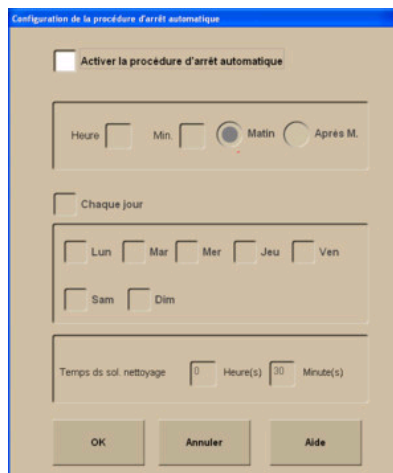 Configuration de la procédure d'arrêt automatique
Activer la procédure d'arrêt automatique
Heure Min. Matin Après M.
Chaque jour
Lun Mar Mer Jeu Ven
Sam Dim
Temps ds sol. nettoyage 0 Heure(s) 30 Minute(s)
OK Annuler Aide